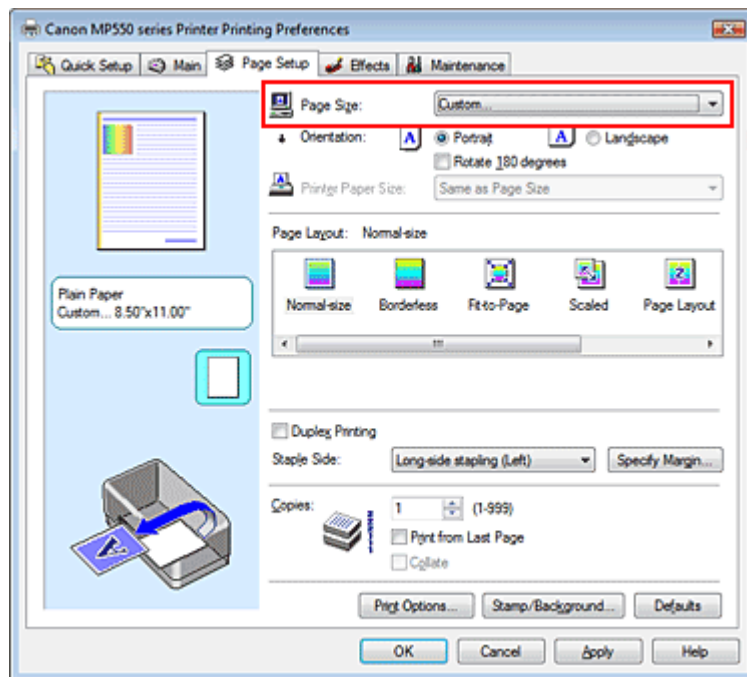 Canon MP550 series Printer Printing Preferences
Quick Setup Main Page Setup Effects Maintenance
Page Size: Custom...
Orientation: A Portrait A Landscape
Rotate 180 degrees
Printer Paper Size: Same as Page Size
Page Layout: Normal-size
Normal-size Borderless Fit-to-Page Scaled Page Layout
Plain Paper
Custom... 8.50"x11.00"
Duplex Printing
Staple Side: Long-side stapling (Left) Specify Margin...
Copies: 1 (1-999)
Print from Last Page
Collate
Print Options... Stamp/Background... Defaults
OK Cancel Apply Help